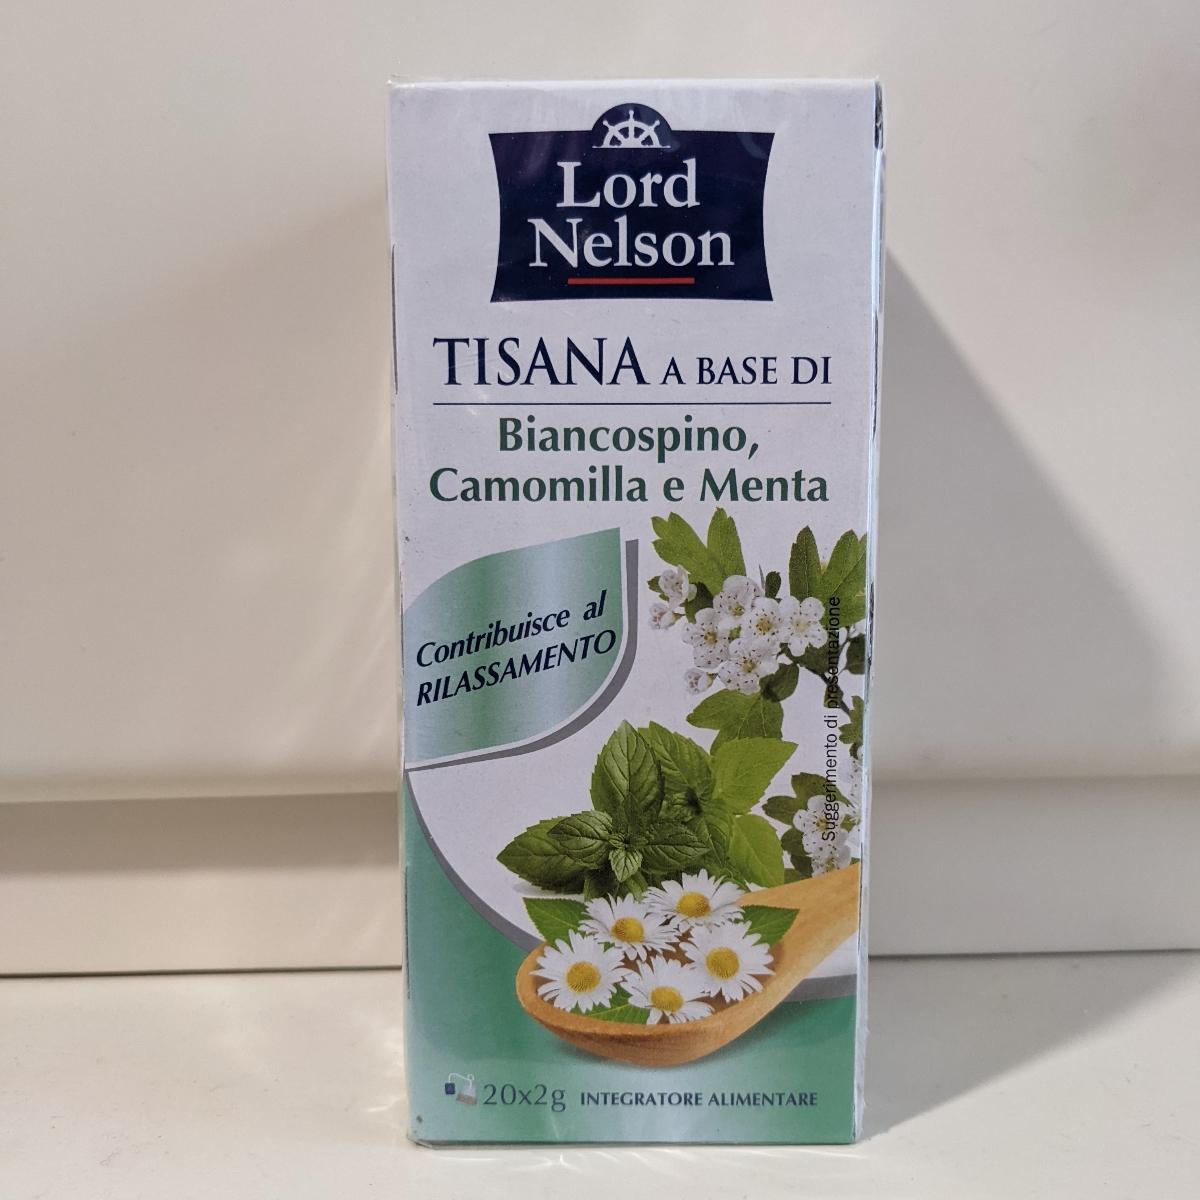 Lord
Nelson
TISANA A BASE DI
Biancospino,
Camomilla e Menta
Contribuisce al
RILASSAMENTO
Suggerimento di presentazione
20x2g INTEGRATORE ALIMENTARE